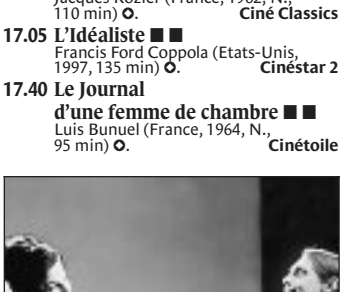 Jacques Rozier (France, 1962, N.,
110 min) ✪. Ciné Classics
17.05 L'Idéaliste ■ ■
Francis Ford Coppola (Etats-Unis,
1997, 135 min) ✪. Cinéstar 2
17.40 Le Journal
d'une femme de chambre ■ ■
Luis Bunuel (France, 1964, N.,
95 min) ✪. Cinétoile